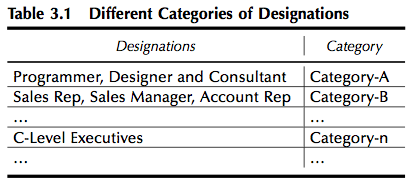 Table 3.1 Different Categories of Designations
Designations Category
Programmer, Designer and Consultant Category-A
Sales Rep, Sales Manager, Account Rep Category-B
... ...
C-Level Executives Category-n
... ...